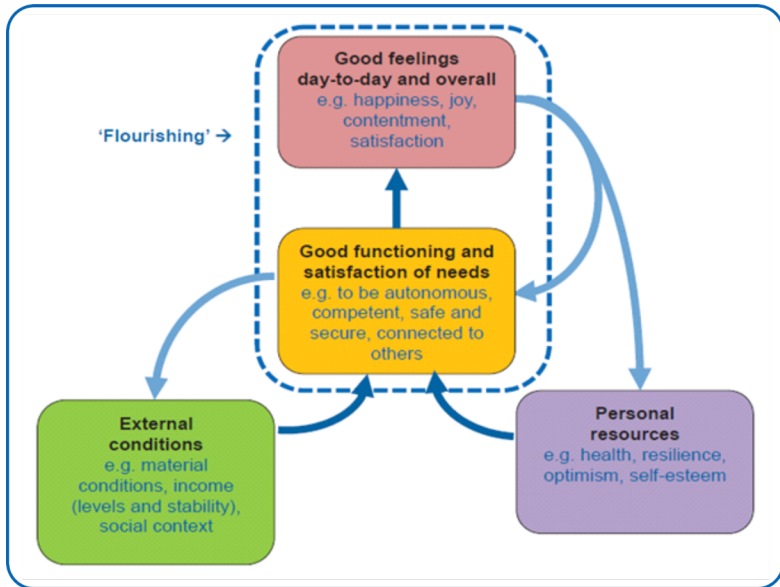 Good feelings
day-to-day and overall
e.g. happiness, joy,
contentment,
satisfaction
‘Flourishing’ →
Good functioning and
satisfaction of needs
e.g. to be autonomous,
competent, safe and
secure, connected to
others
External
conditions
e.g. material
conditions, income
(levels and stability),
social context
Personal
resources
e.g. health, resilience,
optimism, self-esteem